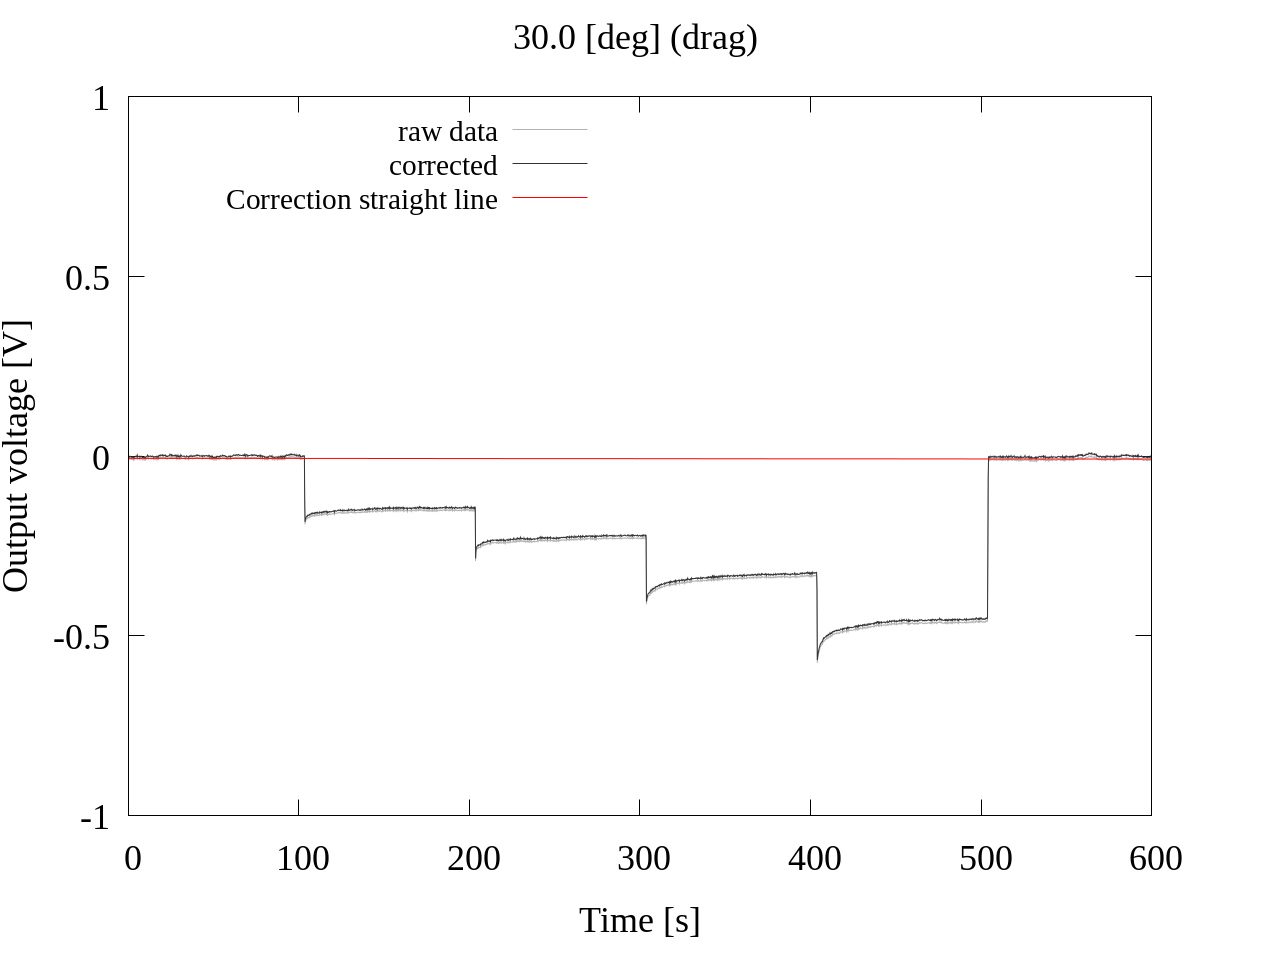 30.0 [deg] (drag)
1
raw data
corrected
Correction straight line
0.5
0
-0.5
-1
Output voltage [V]
0 100 200 300 400 500 600
Time [s]